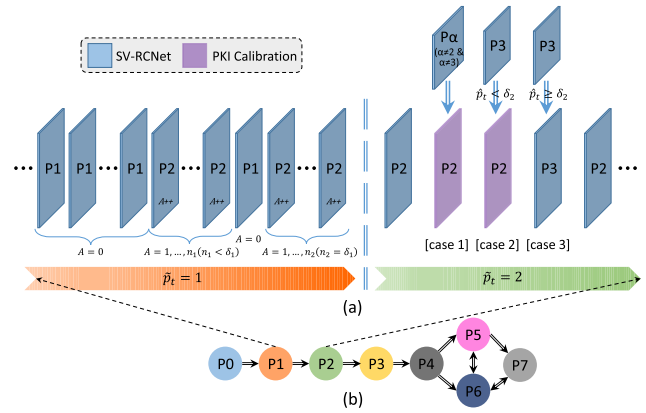 SV-RCNet PKI Calibration
Pα
(α≠2 &
α≠3)
P3
P3
p̂ₜ < δ₂
p̂ₜ ≥ δ₂
••• P1 P1 ••• P1 P2 ••• P2 P1 P2 ••• P2
A++ A++ A++ A++
P2 P2 P2 P3 P2 •••
A = 0
A = 1, ..., n₁(n₁ < δ₁)
A = 0
A = 1, ..., n₂(n₂ = δ₁)
[case 1] [case 2] [case 3]
p̃ₜ = 1
p̃ₜ = 2
(a)
P0 P1 P2 P3 P4 P5 P6 P7
(b)